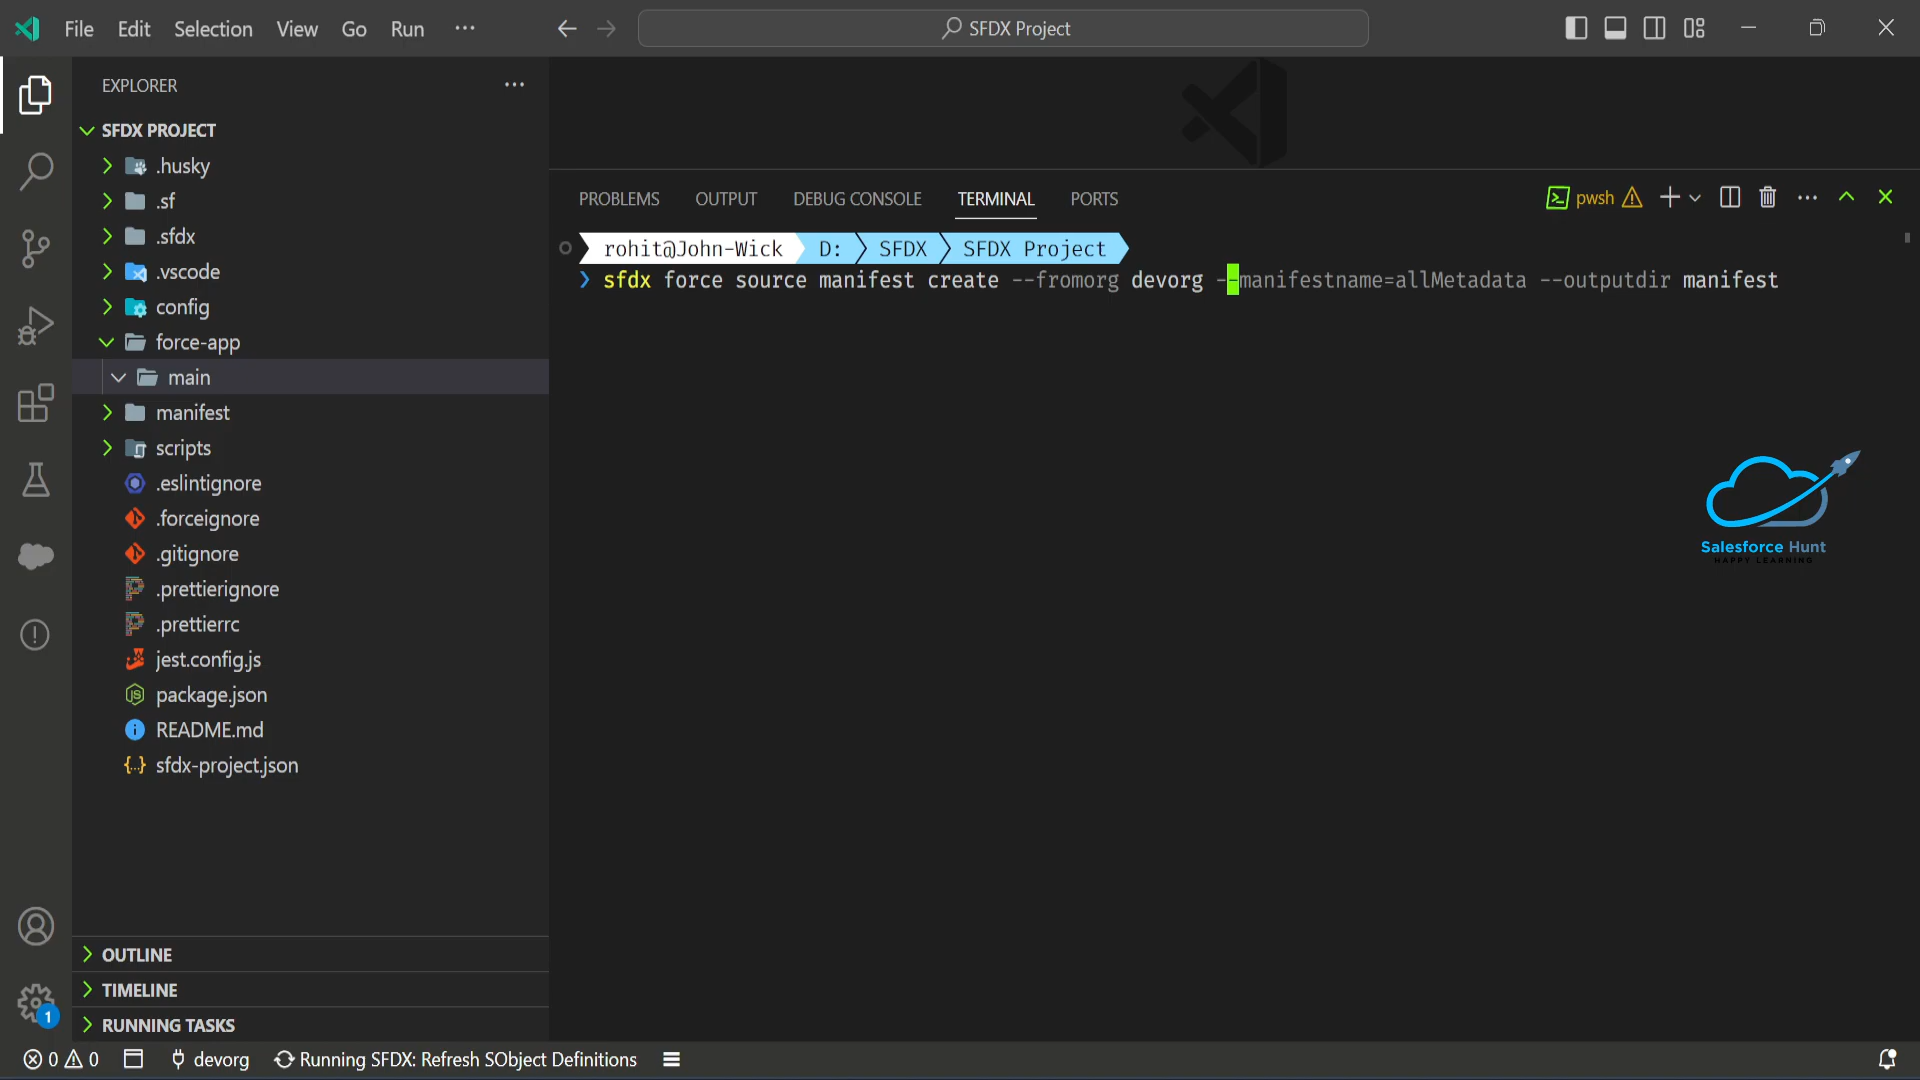 File Edit Selection View Go Run ···
SFDX Project
EXPLORER
SFDX PROJECT
.husky
.sf
.sfdx
.vscode
config
force-app
main
manifest
scripts
.eslintignore
.forceignore
.gitignore
.prettierignore
.prettierrc
jest.config.js
package.json
README.md
sfdx-project.json
OUTLINE
TIMELINE
RUNNING TASKS
PROBLEMS OUTPUT DEBUG CONSOLE TERMINAL PORTS
pwsh
rohit@John-Wick D: SFDX SFDX Project
❯ sfdx force source manifest create --fromorg devorg --manifestname=allMetadata --outputdir manifest
Salesforce Hunt
HAPPY LEARNING
1
0 0 devorg Running SFDX: Refresh SObject Definitions